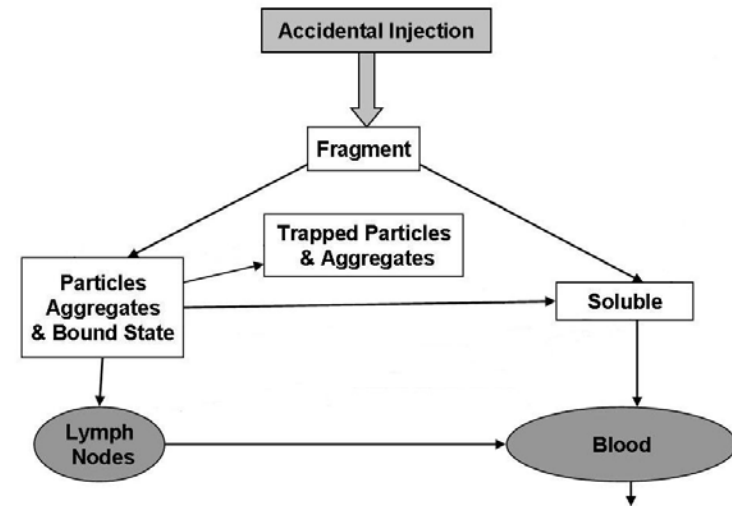 Accidental Injection
Fragment
Trapped Particles
& Aggregates
Particles
Aggregates
& Bound State
Soluble
Lymph
Nodes
Blood